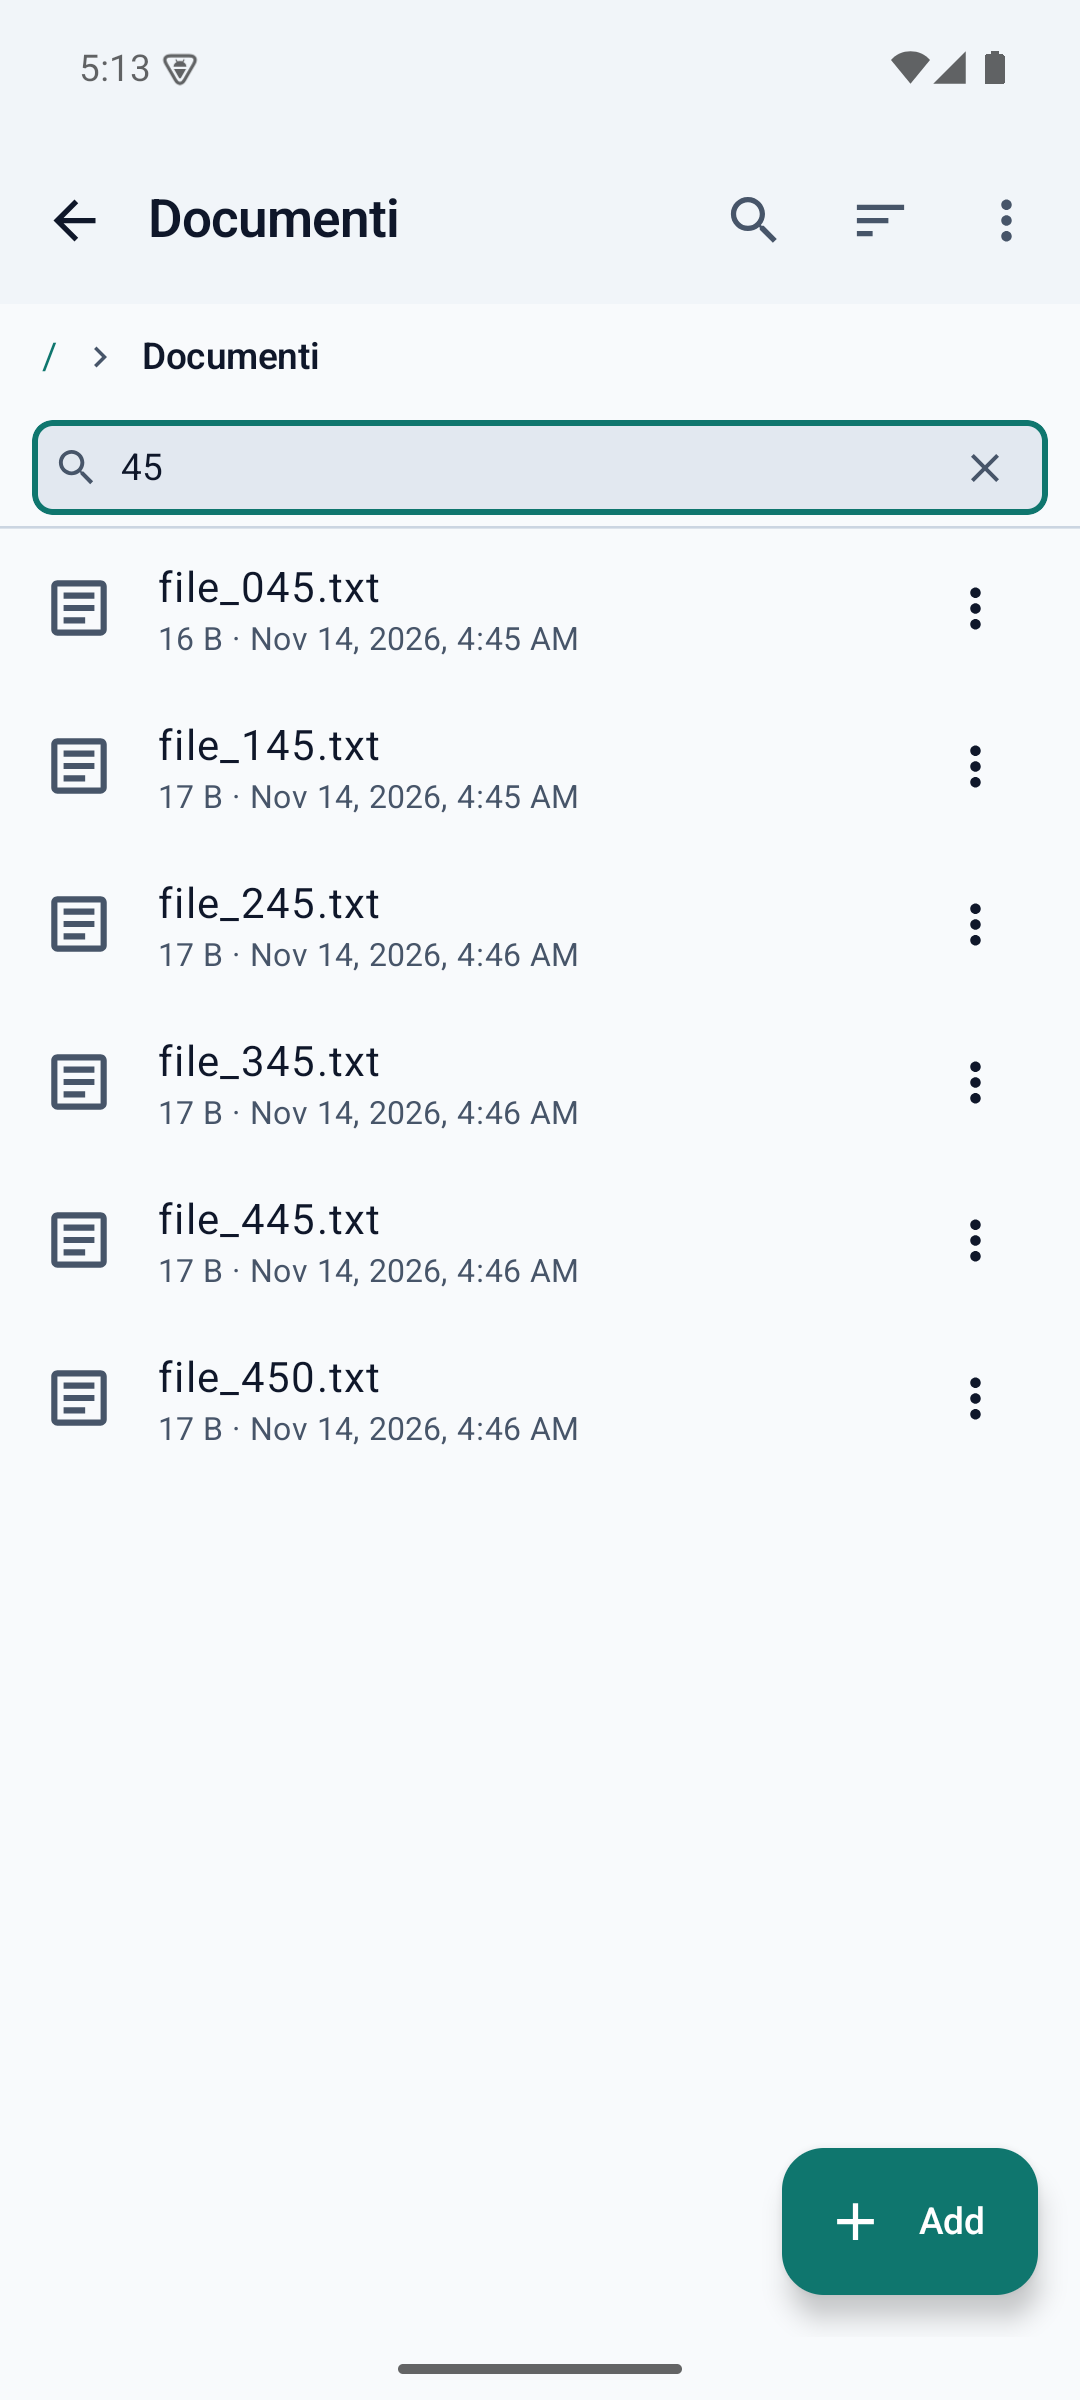 5:13
Documenti
/ > Documenti
45
file_045.txt
16 B · Nov 14, 2026, 4:45 AM
file_145.txt
17 B · Nov 14, 2026, 4:45 AM
file_245.txt
17 B · Nov 14, 2026, 4:46 AM
file_345.txt
17 B · Nov 14, 2026, 4:46 AM
file_445.txt
17 B · Nov 14, 2026, 4:46 AM
file_450.txt
17 B · Nov 14, 2026, 4:46 AM
Add